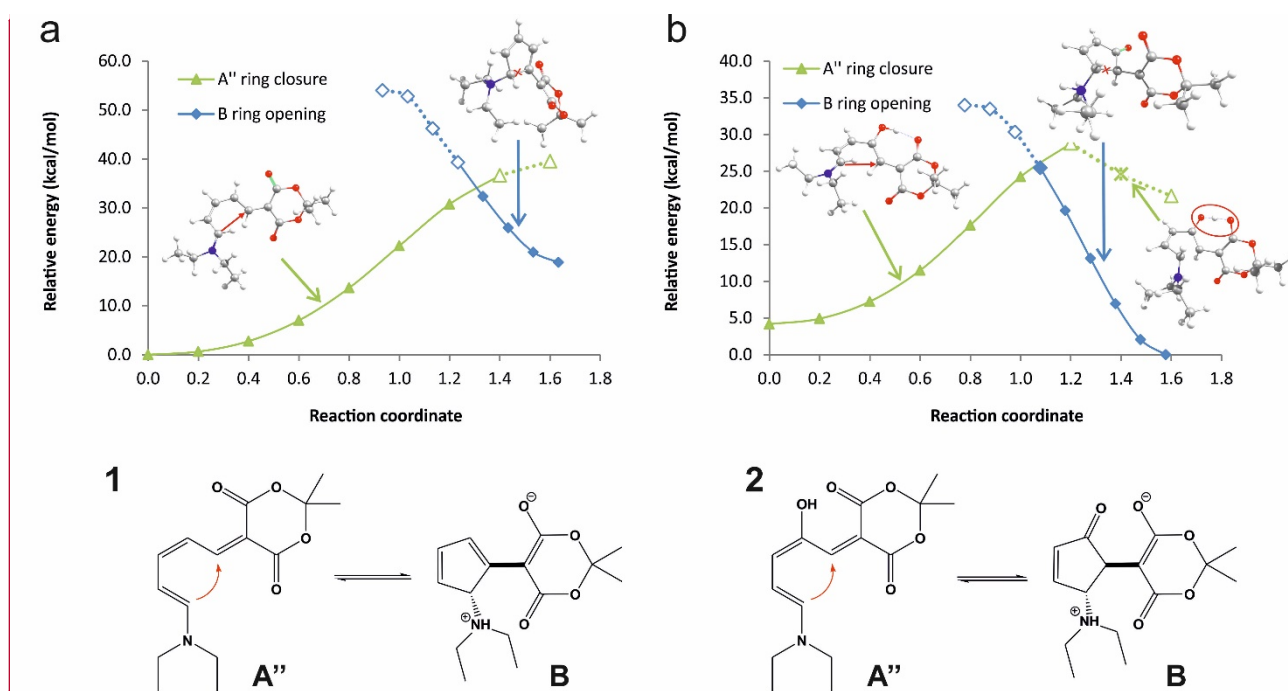 a
60.0
50.0
40.0
30.0
20.0
10.0
0.0
Relative energy (kcal/mol)
A'' ring closure
B ring opening
0.0 0.2 0.4 0.6 0.8 1.0 1.2 1.4 1.6 1.8
Reaction coordinate
b
40.0
35.0
30.0
25.0
20.0
15.0
10.0
5.0
0.0
Relative energy (kcal/mol)
A'' ring closure
B ring opening
0.0 0.2 0.4 0.6 0.8 1.0 1.2 1.4 1.6 1.8
Reaction coordinate
1
O
O
O
O
N
A''
O⊖
O
O
O
⊕
NH
B
2
OH
O
O
O
O
N
A''
O
O⊖
O
O
O
⊕
NH
B